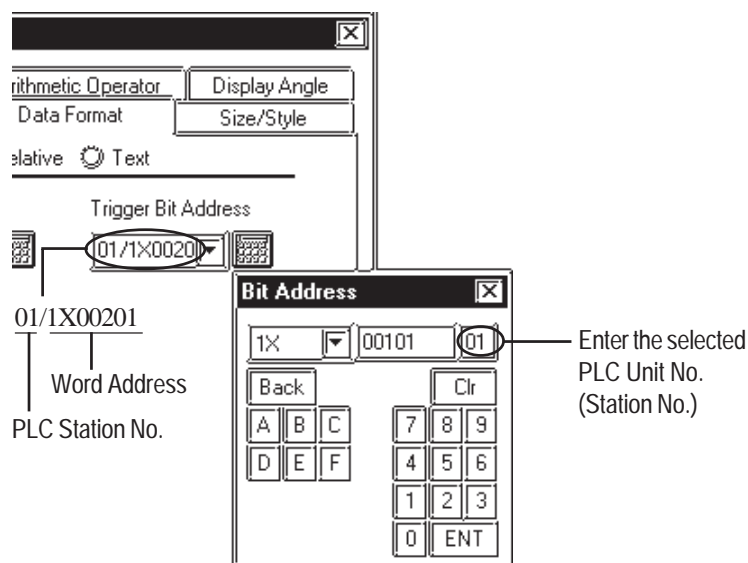 rithmetic Operator
Display Angle
Data Format
Size/Style
elative
Text
Trigger Bit Address
01/1X0020
01/1X00201
Word Address
PLC Station No.
Bit Address
1X
00101
01
Enter the selected
PLC Unit No.
(Station No.)
Back
Clr
A B C
7 8 9
D E F
4 5 6
1 2 3
0 ENT